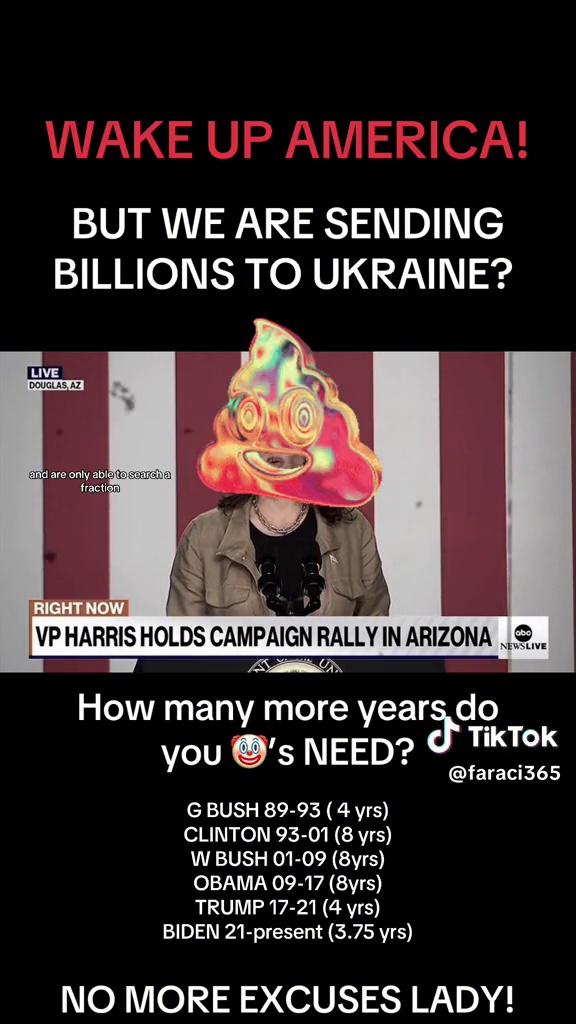 WAKE UP AMERICA!
BUT WE ARE SENDING
BILLIONS TO UKRAINE?
LIVE
DOUGLAS, AZ
and are only able to search a
fraction
RIGHT NOW
VP HARRIS HOLDS CAMPAIGN RALLY IN ARIZONA
abc
NEWS LIVE
How many more years do
you 🤡's NEED?
TikTok
@faraci365
G BUSH 89-93 ( 4 yrs)
CLINTON 93-01 (8 yrs)
W BUSH 01-09 (8yrs)
OBAMA 09-17 (8yrs)
TRUMP 17-21 (4 yrs)
BIDEN 21-present (3.75 yrs)
NO MORE EXCUSES LADY!